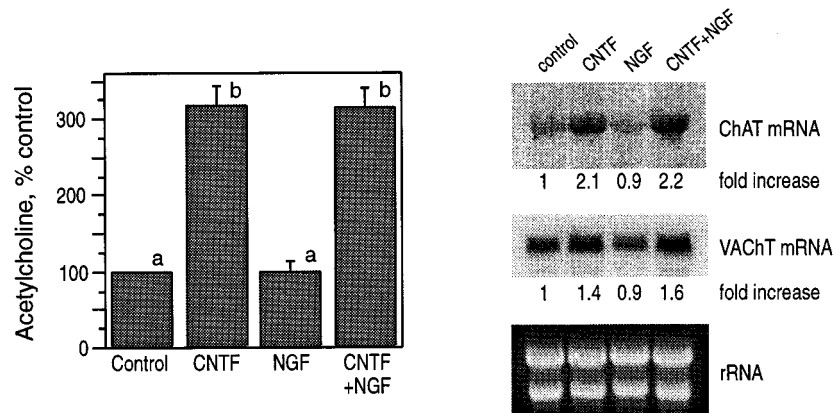 Acetylcholine, % control
300
200
100
0
a
b
a
b
Control
CNTF
NGF
CNTF
+NGF
control
CNTF
NGF
CNTF+NGF
ChAT mRNA
1 2.1 0.9 2.2 fold increase
VAChT mRNA
1 1.4 0.9 1.6 fold increase
rRNA